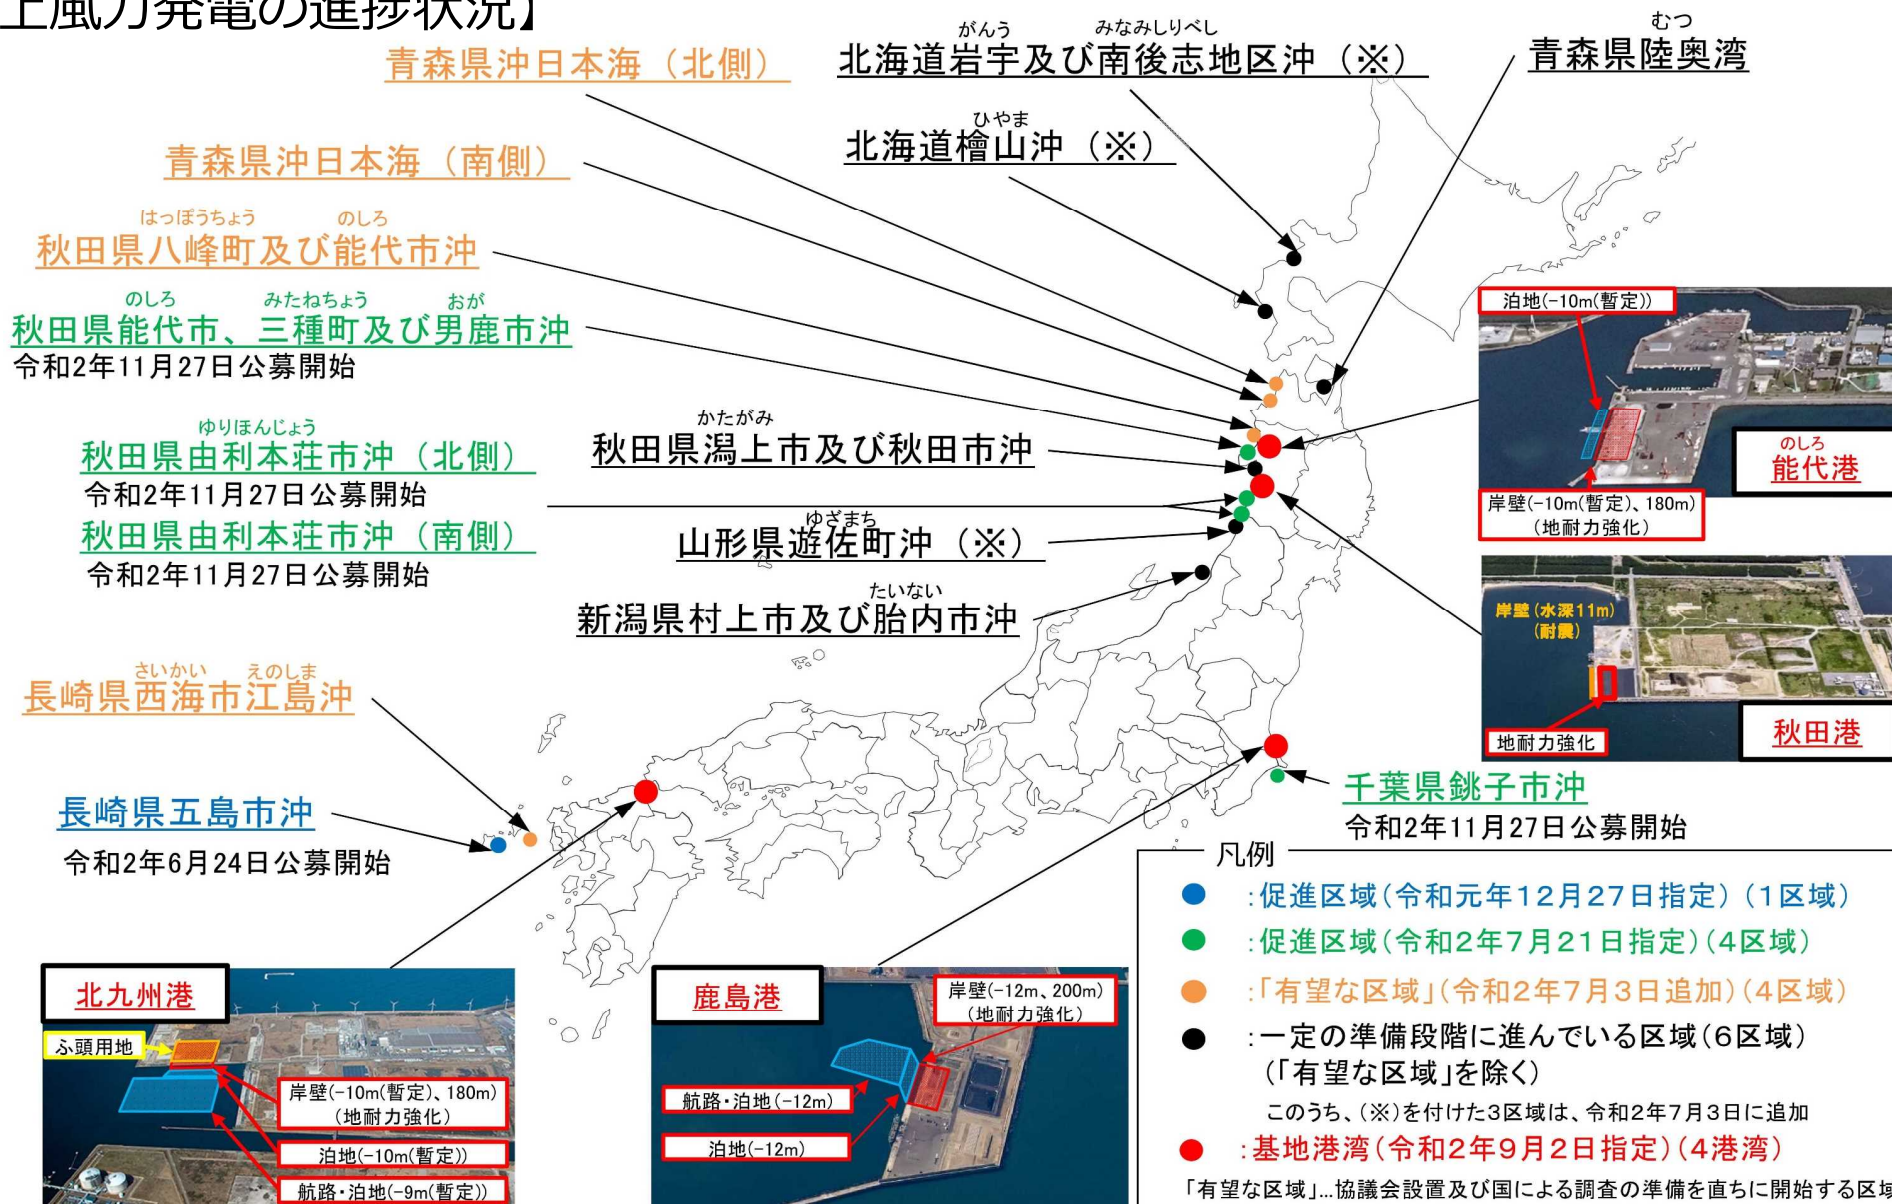 上風力発電の進捗状況】
青森県沖日本海（北側）
がんう みなみしりべし
北海道岩宇及び南後志地区沖（※）
むつ
青森県陸奥湾
ひやま
北海道檜山沖（※）
青森県沖日本海（南側）
はっぽうちょう のしろ
秋田県八峰町及び能代市沖
のしろ みたねちょう おが
秋田県能代市、三種町及び男鹿市沖
令和2年11月27日公募開始
ゆりほんじょう
秋田県由利本荘市沖（北側）
令和2年11月27日公募開始
秋田県由利本荘市沖（南側）
令和2年11月27日公募開始
かたがみ
秋田県潟上市及び秋田市沖
ゆざまち
山形県遊佐町沖（※）
たいない
新潟県村上市及び胎内市沖
泊地(-10m(暫定))
のしろ
能代港
岸壁(-10m(暫定)、180m)
(地耐力強化)
岸壁(水深11m)
(耐震)
地耐力強化
秋田港
さいかい えのしま
長崎県西海市江島沖
長崎県五島市沖
令和2年6月24日公募開始
千葉県銚子市沖
令和2年11月27日公募開始
北九州港
ふ頭用地
岸壁(-10m(暫定)、180m)
(地耐力強化)
泊地(-10m(暫定))
航路・泊地(-9m(暫定))
鹿島港
岸壁(-12m、200m)
(地耐力強化)
航路・泊地(-12m)
泊地(-12m)
凡例
：促進区域(令和元年12月27日指定)(1区域)
：促進区域(令和2年7月21日指定)(4区域)
：「有望な区域」(令和2年7月3日追加)(4区域)
：一定の準備段階に進んでいる区域(6区域)
(「有望な区域」を除く)
このうち、(※)を付けた3区域は、令和2年7月3日に追加
：基地港湾(令和2年9月2日指定)(4港湾)
「有望な区域」…協議会設置及び国による調査の準備を直ちに開始する区域